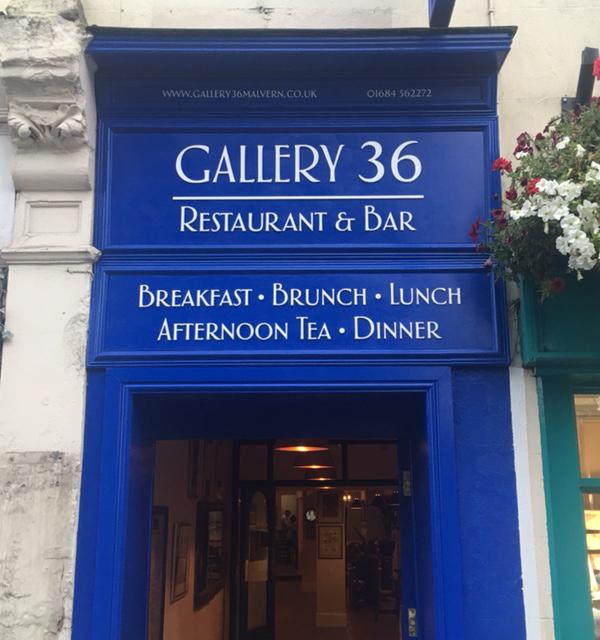 WWW.GALLERY36MALVERN.CO.UK 01684 562272
GALLERY 36
RESTAURANT & BAR
BREAKFAST • BRUNCH • LUNCH
AFTERNOON TEA • DINNER